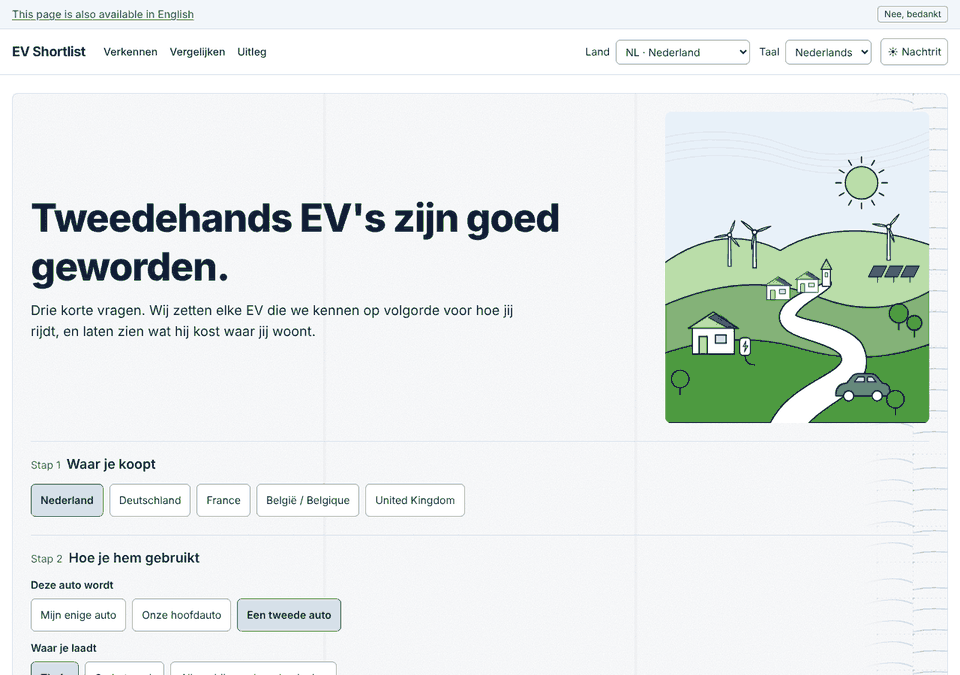 This page is also available in English
Nee, bedankt
EV Shortlist
Verkennen
Vergelijken
Uitleg
Land
NL · Nederland
Taal
Nederlands
☀ Nachtrit
Tweedehands EV's zijn goed
geworden.
Drie korte vragen. Wij zetten elke EV die we kennen op volgorde voor hoe jij
rijdt, en laten zien wat hij kost waar jij woont.
Stap 1 Waar je koopt
Nederland
Deutschland
France
België / Belgique
United Kingdom
Stap 2 Hoe je hem gebruikt
Deze auto wordt
Mijn enige auto
Onze hoofdauto
Een tweede auto
Waar je laadt